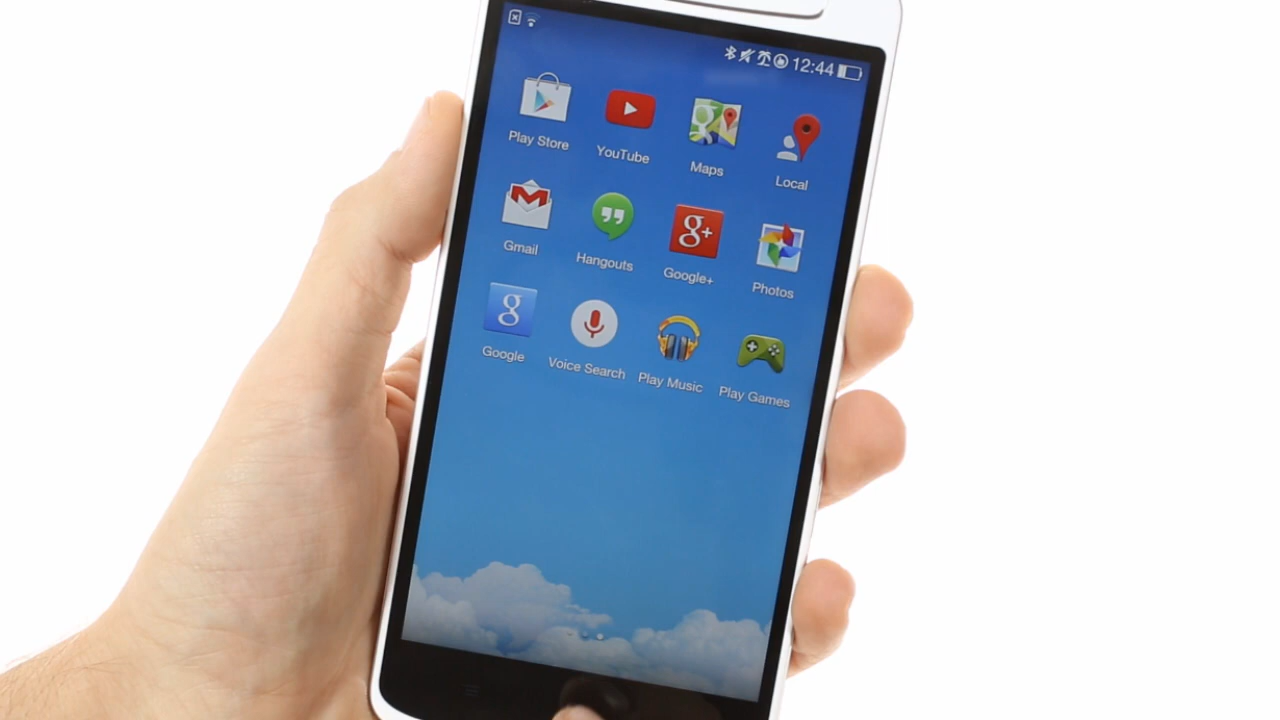 12:44
Play Store
YouTube
Maps
Local
Gmail
Hangouts
g+
Google+
Photos
g
Google
Voice Search
Play Music
Play Games